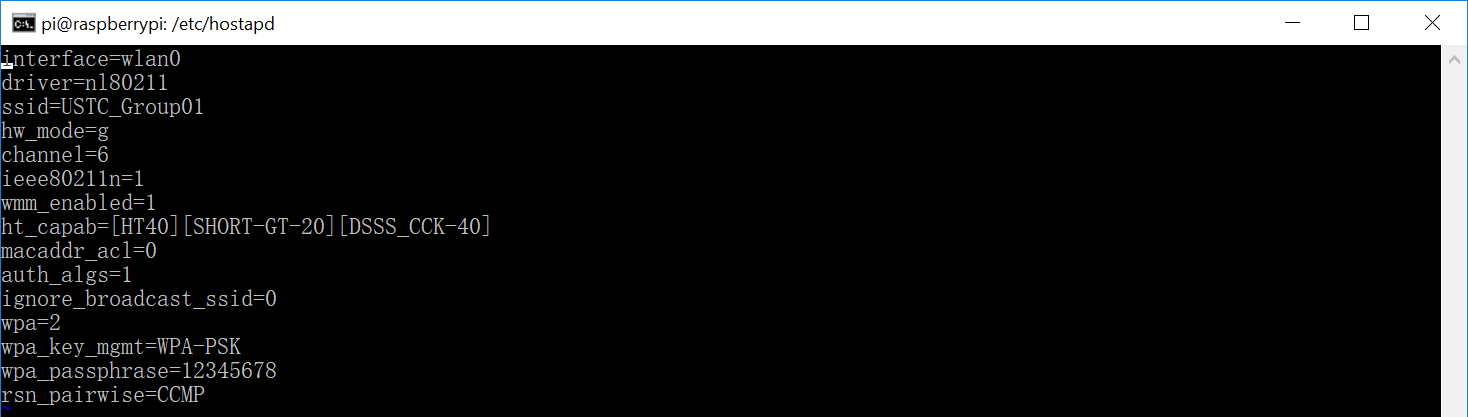 pi@raspberrypi: /etc/hostapd
interface=wlan0
driver=nl80211
ssid=USTC_Group01
hw_mode=g
channel=6
ieee80211n=1
wmm_enabled=1
ht_capab=[HT40][SHORT-GT-20][DSSS_CCK-40]
macaddr_acl=0
auth_algs=1
ignore_broadcast_ssid=0
wpa=2
wpa_key_mgmt=WPA-PSK
wpa_passphrase=12345678
rsn_pairwise=CCMP